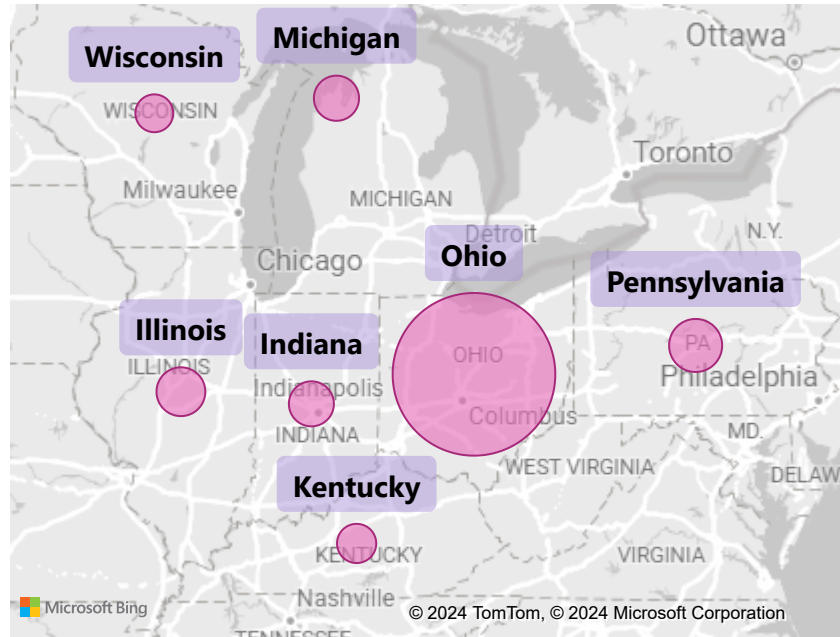 Michigan
Ottawa
Wisconsin
WISCONSIN
Toronto
Milwaukee
MICHIGAN
N.Y.
Detroit
Ohio
Chicago
Pennsylvania
Illinois
Indiana
PA
OHIO
ILLINOIS
Philadelphia
Indianapolis
Columbus
INDIANA
MD.
WEST VIRGINIA
DELAW
Kentucky
KENTUCKY
VIRGINIA
Nashville
Microsoft Bing
© 2024 TomTom, © 2024 Microsoft Corporation
TENNESSEE